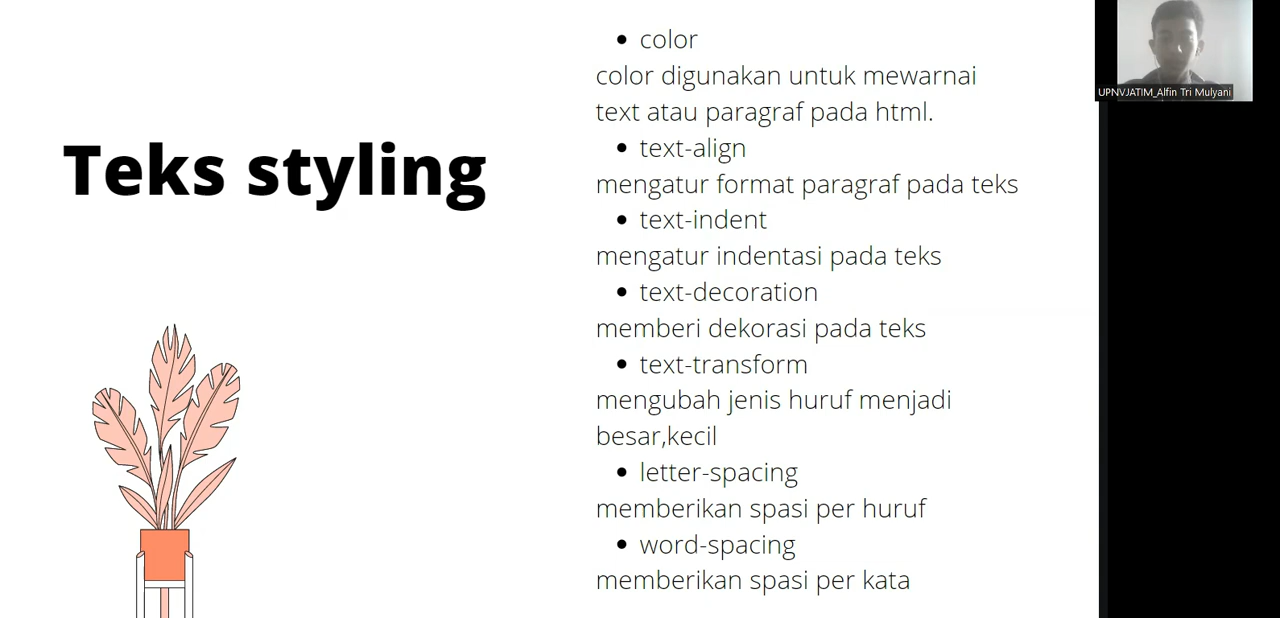 Teks styling
• color
color digunakan untuk mewarnai
text atau paragraf pada html.
• text-align
mengatur format paragraf pada teks
• text-indent
mengatur indentasi pada teks
• text-decoration
memberi dekorasi pada teks
• text-transform
mengubah jenis huruf menjadi
besar,kecil
• letter-spacing
memberikan spasi per huruf
• word-spacing
memberikan spasi per kata
UPNVJATIM_Alfin Tri Mulyani